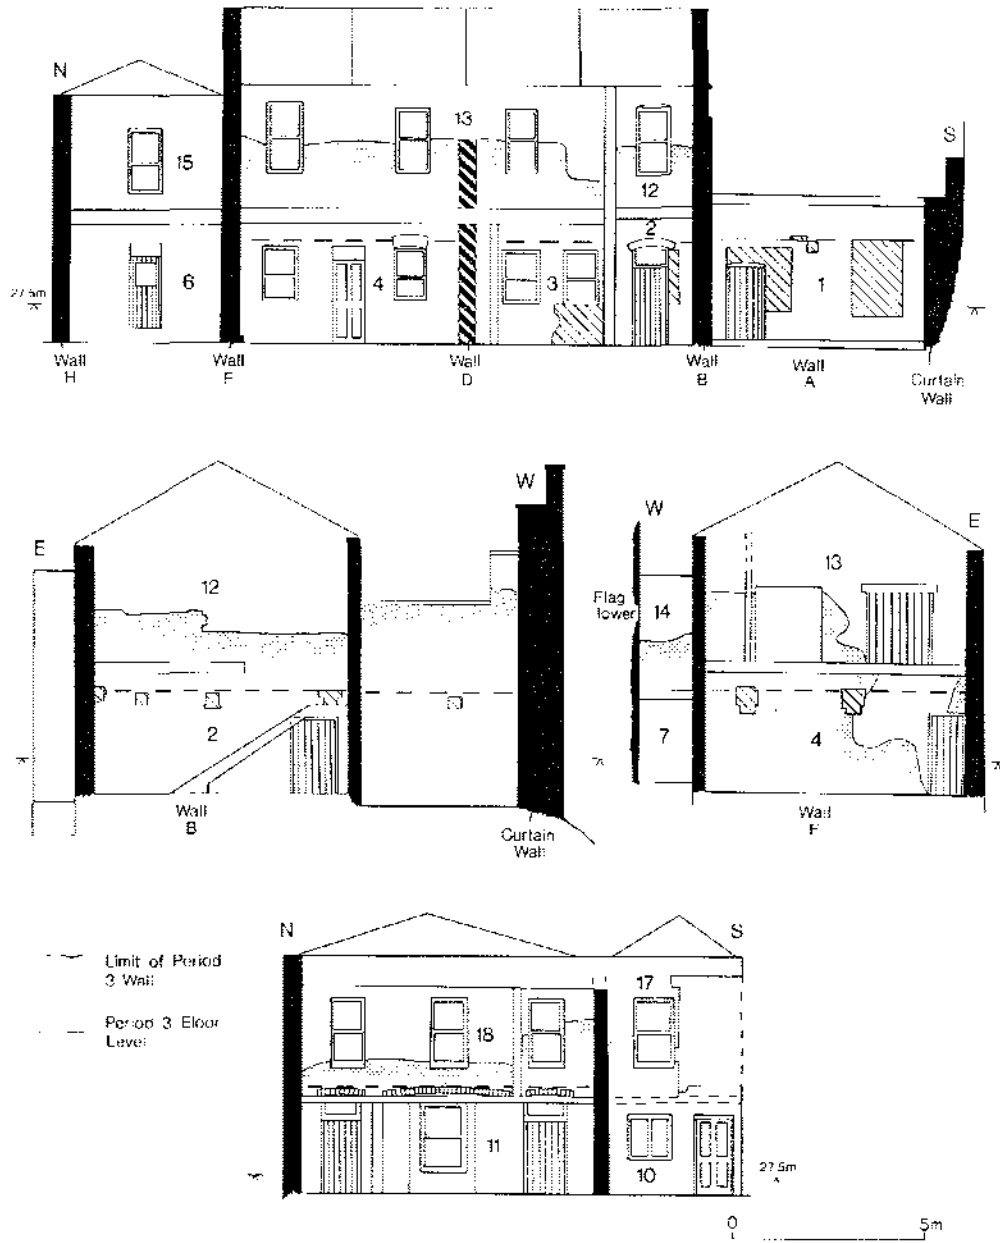 N
S
13
15
12
2
6
4
3
1
27.5m
Wall
H
Wall
F
Wall
D
Wall
B
Wall
A
Curtain
Wall
E
W
12
2
Wall
B
Curtain
Wall
W
E
13
Flag
Tower
14
7
4
Wall
F
N
S
17
18
11
10
27.5m
Limit of Period
3 Wall
Period 3 Floor
Level
0
5m